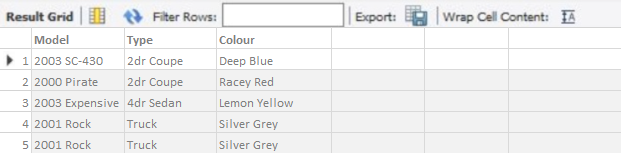 Result Grid Filter Rows: Export: Wrap Cell Content: IA
Model Type Colour
1 2003 SC-430 2dr Coupe Deep Blue
2 2000 Pirate 2dr Coupe Racey Red
3 2003 Expensive 4dr Sedan Lemon Yellow
4 2001 Rock Truck Silver Grey
5 2001 Rock Truck Silver Grey